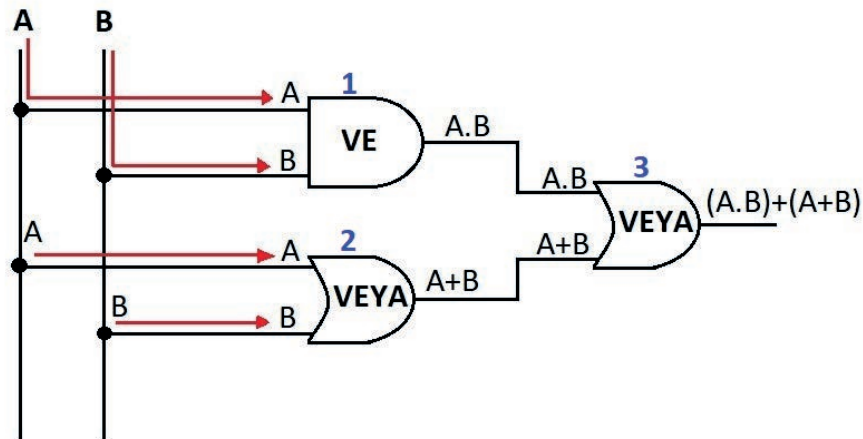 A B
A 1
VE A.B
B
A.B 3
VEYA (A.B)+(A+B)
A+B
A A 2
VEYA A+B
B B